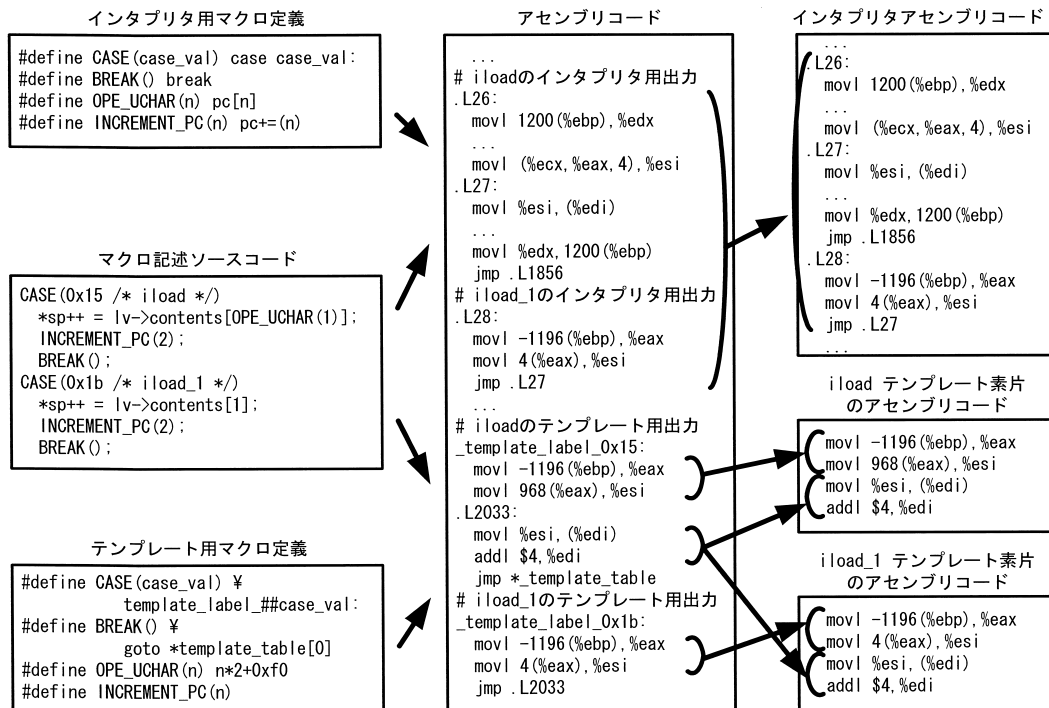 インタプリタ用マクロ定義
#define CASE(case_val) case case_val:
#define BREAK() break
#define OPE_UCHAR(n) pc[n]
#define INCREMENT_PC(n) pc+=(n)
マクロ記述ソースコード
CASE(0x15 /* iload */)
*sp++ = lv->contents[OPE_UCHAR(1)];
INCREMENT_PC(2);
BREAK();
CASE(0x1b /* iload_1 */)
*sp++ = lv->contents[1];
INCREMENT_PC(2);
BREAK();
テンプレート用マクロ定義
#define CASE(case_val) ¥
template_label_##case_val:
#define BREAK() ¥
goto *template_table[0]
#define OPE_UCHAR(n) n*2+0xf0
#define INCREMENT_PC(n)
アセンブリコード
...
# iloadのインタプリタ用出力
.L26:
movl 1200(%ebp),%edx
...
movl (%ecx,%eax,4),%esi
.L27:
movl %esi,(%edi)
...
movl %edx,1200(%ebp)
jmp .L1856
# iload_1のインタプリタ用出力
.L28:
movl -1196(%ebp),%eax
movl 4(%eax),%esi
jmp .L27
...
# iloadのテンプレート用出力
_template_label_0x15:
movl -1196(%ebp),%eax
movl 968(%eax),%esi
.L2033:
movl %esi,(%edi)
addl $4,%edi
jmp *_template_table
# iload_1のテンプレート用出力
_template_label_0x1b:
movl -1196(%ebp),%eax
movl 4(%eax),%esi
jmp .L2033
インタプリタアセンブリコード
...
.L26:
movl 1200(%ebp),%edx
...
movl (%ecx,%eax,4),%esi
.L27:
movl %esi,(%edi)
...
movl %edx,1200(%ebp)
jmp .L1856
.L28:
movl -1196(%ebp),%eax
movl 4(%eax),%esi
jmp .L27
...
iload テンプレート素片
のアセンブリコード
movl -1196(%ebp),%eax
movl 968(%eax),%esi
movl %esi,(%edi)
addl $4,%edi
iload_1 テンプレート素片
のアセンブリコード
movl -1196(%ebp),%eax
movl 4(%eax),%esi
movl %esi,(%edi)
addl $4,%edi